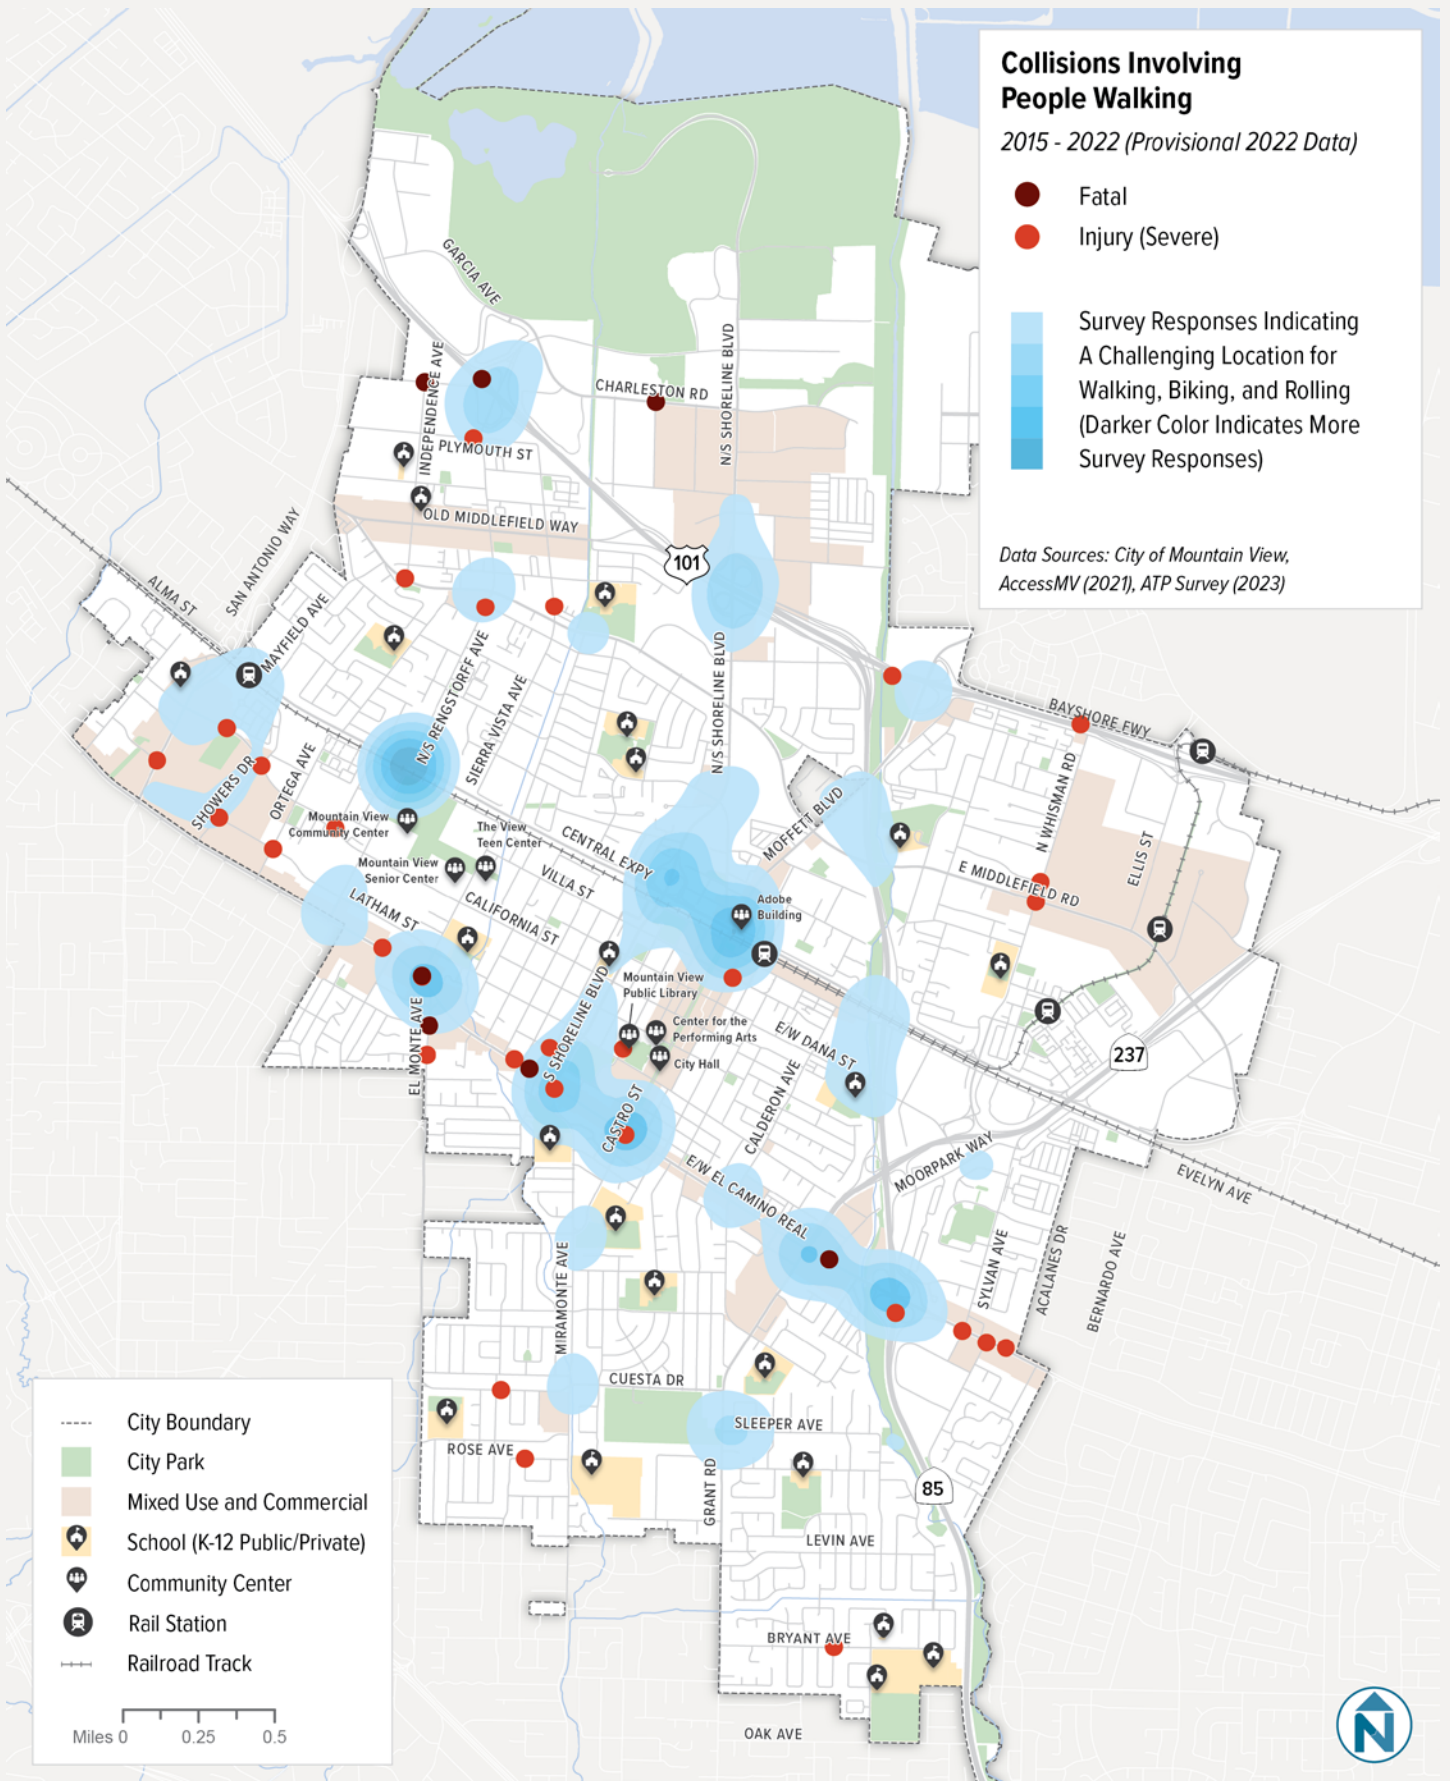 Collisions Involving
People Walking
2015 - 2022 (Provisional 2022 Data)
Fatal
Injury (Severe)
Survey Responses Indicating
A Challenging Location for
Walking, Biking, and Rolling
(Darker Color Indicates More
Survey Responses)
Data Sources: City of Mountain View,
AccessMV (2021), ATP Survey (2023)
GARCIA AVE
INDEPENDENCE AVE
CHARLESTON RD
N/S SHORELINE BLVD
PLYMOUTH ST
OLD MIDDLEFIELD WAY
101
SAN ANTONIO WAY
ALMA ST
MAYFIELD AVE
N/S RENGSTORFF AVE
SIERRA VISTA AVE
N/S SHORELINE BLVD
BAYSHORE FWY
SHOWERS DR
ORTEGA AVE
Mountain View
Community Center
The View
Teen Center
Mountain View
Senior Center
CENTRAL EXPY
VILLA ST
MOFFETT BLVD
N WHISMAN RD
ELLIS ST
E MIDDLEFIELD RD
LATHAM ST
CALIFORNIA ST
Adobe
Building
Mountain View
Public Library
Center for the
Performing Arts
City Hall
S SHORELINE BLVD
EL MONTE AVE
E/W DANA ST
237
CASTRO ST
CALDERON AVE
E/W EL CAMINO REAL
MOORPARK WAY
EVELYN AVE
MIRAMONTE AVE
SYLVAN AVE
ACALANES DR
BERNARDO AVE
CUESTA DR
SLEEPER AVE
ROSE AVE
GRANT RD
85
LEVIN AVE
BRYANT AVE
OAK AVE
City Boundary
City Park
Mixed Use and Commercial
School (K-12 Public/Private)
Community Center
Rail Station
Railroad Track
Miles 0 0.25 0.5
N